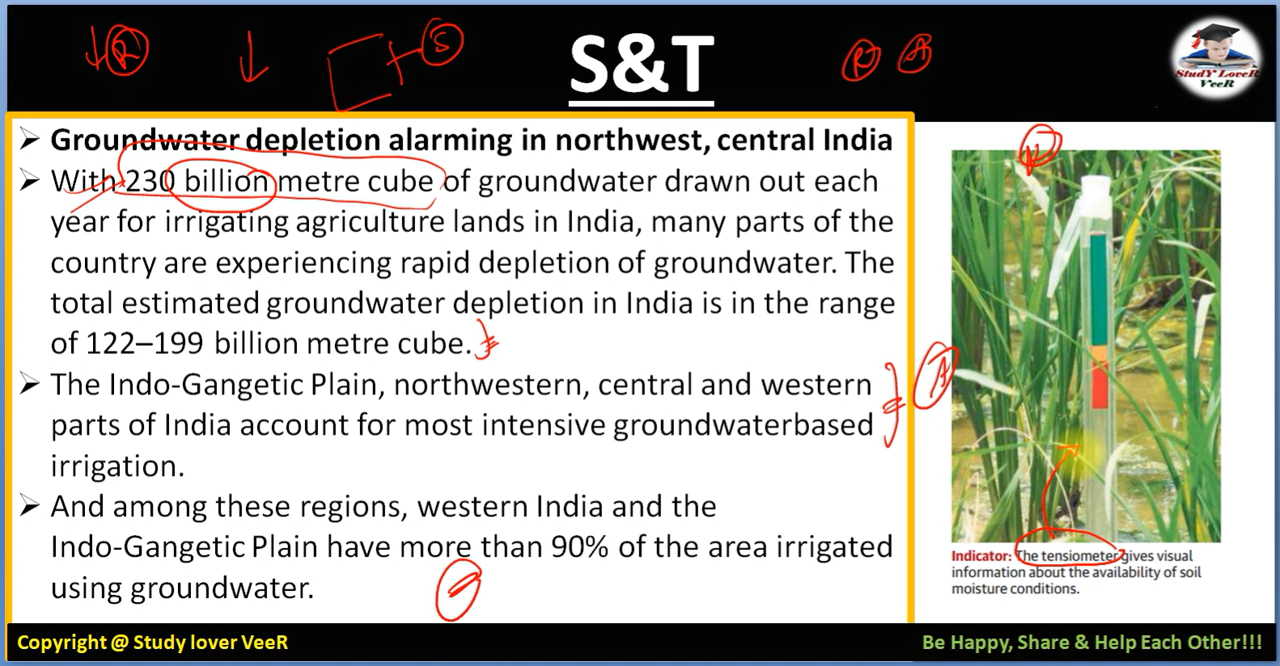 S&T
StudY LoveR
VeeR
➤ Groundwater depletion alarming in northwest, central India
➤ With 230 billion metre cube of groundwater drawn out each
year for irrigating agriculture lands in India, many parts of the
country are experiencing rapid depletion of groundwater. The
total estimated groundwater depletion in India is in the range
of 122–199 billion metre cube.
➤ The Indo-Gangetic Plain, northwestern, central and western
parts of India account for most intensive groundwaterbased
irrigation.
➤ And among these regions, western India and the
Indo-Gangetic Plain have more than 90% of the area irrigated
using groundwater.
Indicator: The tensiometer gives visual
information about the availability of soil
moisture conditions.
Copyright @ Study lover VeeR
Be Happy, Share & Help Each Other!!!